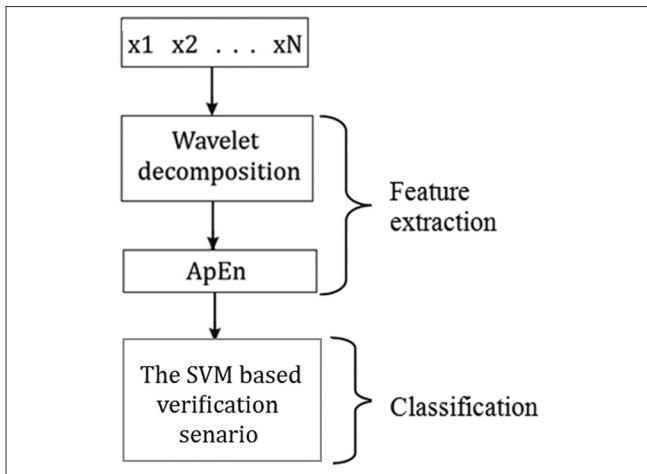 x1 x2 . . . xN
Wavelet
decomposition
ApEn
Feature
extraction
The SVM based
verification
senario
Classification